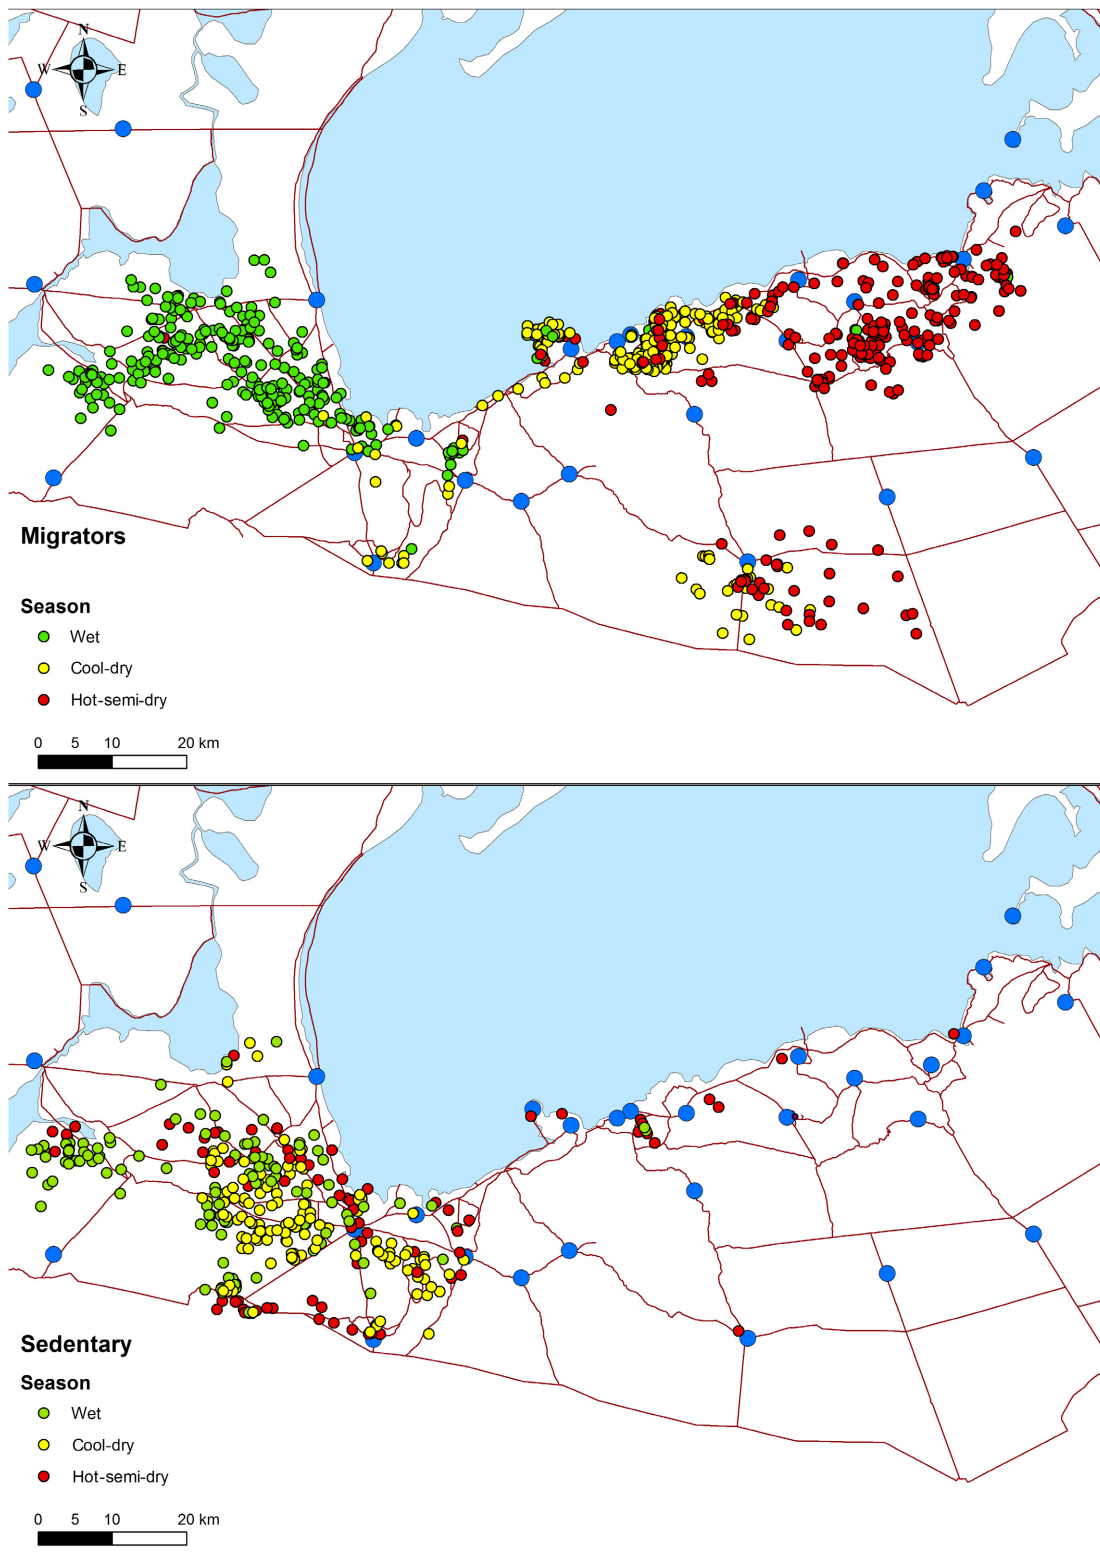 N
W E
S
Migrators
Season
Wet
Cool-dry
Hot-semi-dry
0 5 10 20 km
N
W E
S
Sedentary
Season
Wet
Cool-dry
Hot-semi-dry
0 5 10 20 km